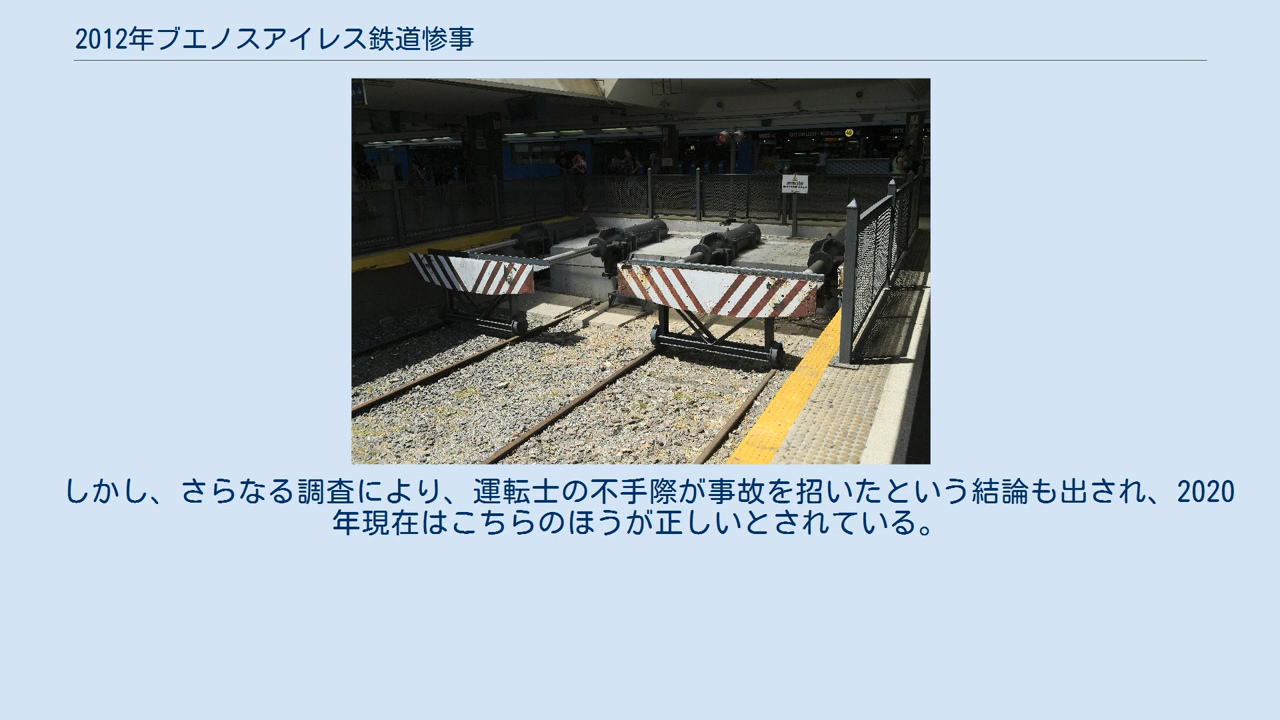 2012年ブエノスアイレス鉄道惨事
しかし、さらなる調査により、運転士の不手際が事故を招いたという結論も出され、2020
年現在はこちらのほうが正しいとされている。